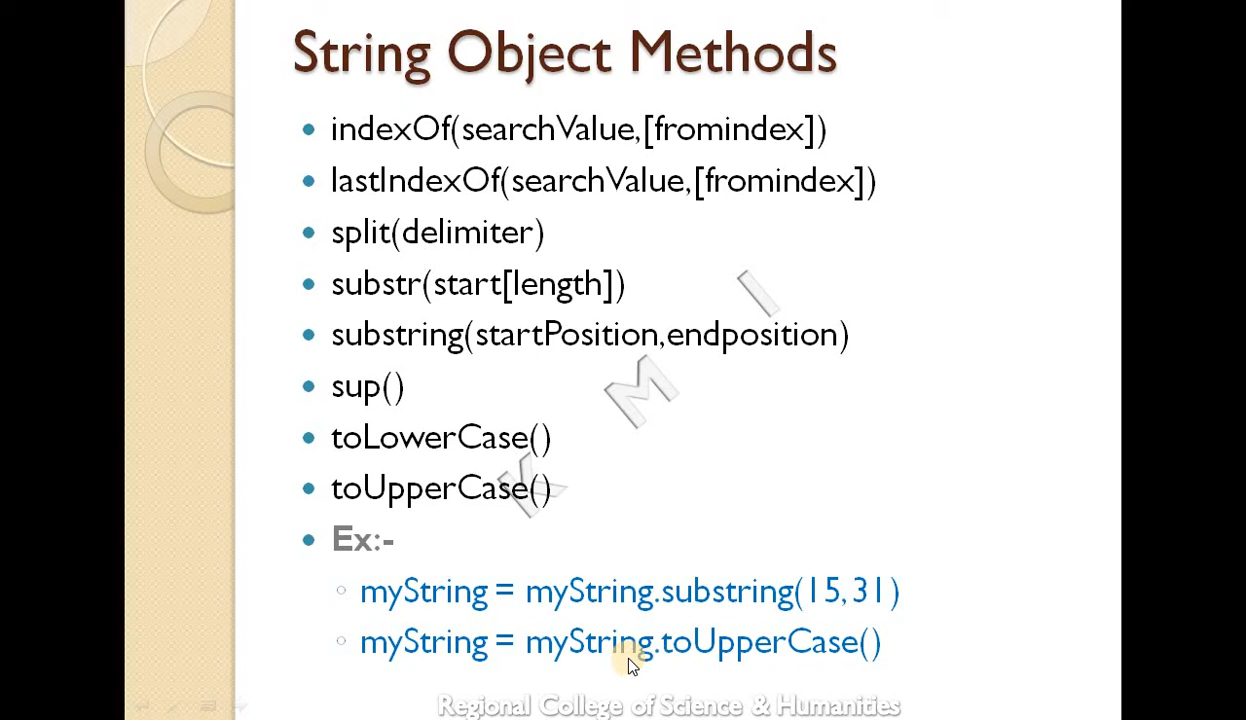 String Object Methods
indexOf(searchValue,[fromindex])
lastIndexOf(searchValue,[fromindex])
split(delimiter)
substr(start[length])
substring(startPosition,endposition)
sup()
toLowerCase()
toUpperCase()
Ex:-
myString = myString.substring(15,31)
myString = myString.toUpperCase()
K M I
Regional College of Science & Humanities